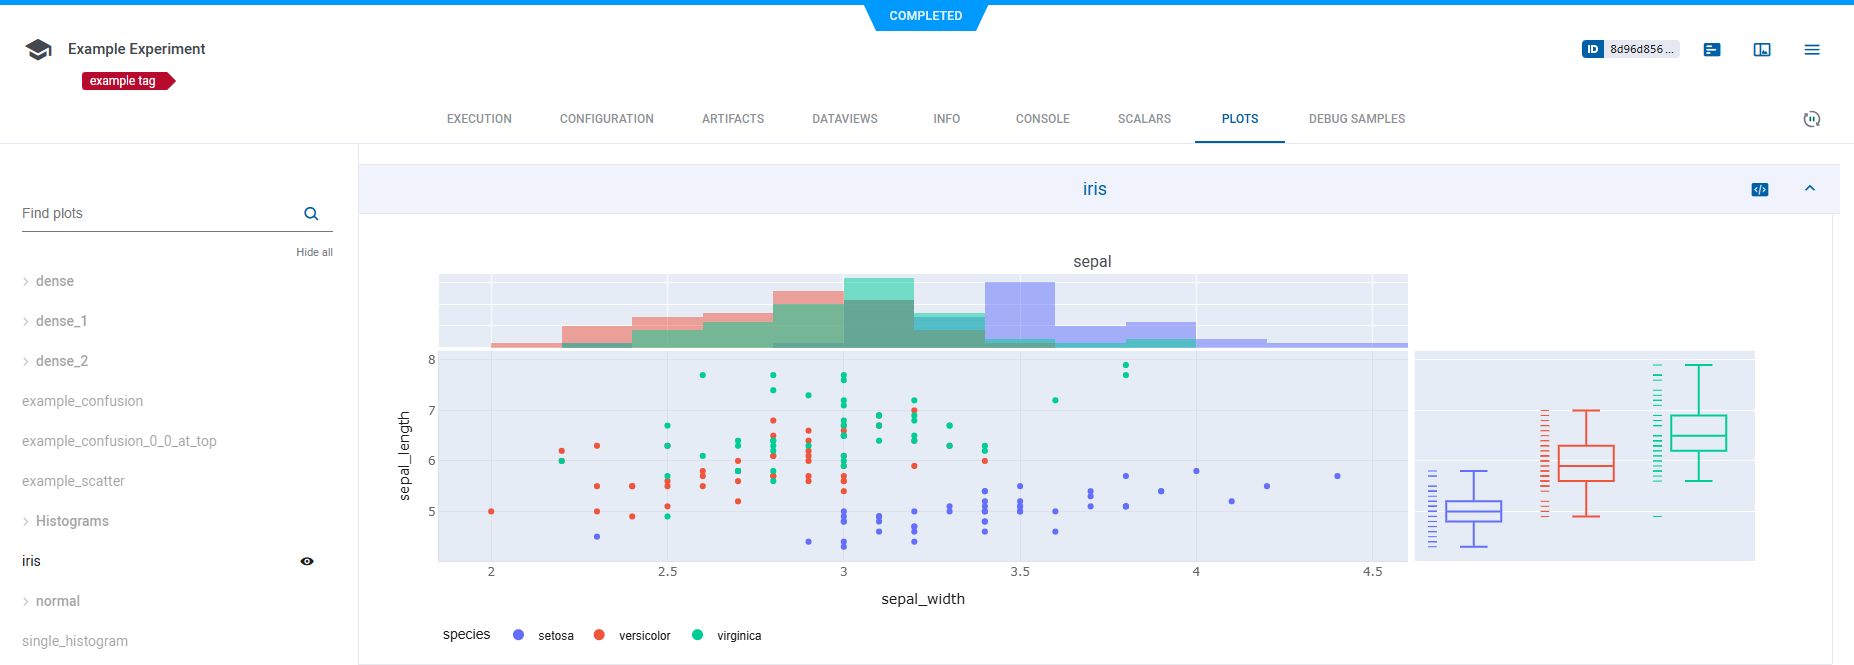 COMPLETED
Example Experiment
ID 8d96d856 ...
example tag
EXECUTION CONFIGURATION ARTIFACTS DATAVIEWS INFO CONSOLE SCALARS PLOTS DEBUG SAMPLES
iris
Find plots
Hide all
dense
dense_1
dense_2
example_confusion
example_confusion_0_0_at_top
example_scatter
Histograms
iris
normal
single_histogram
sepal
8
7
6
5
sepal_length
2 2.5 3 3.5 4 4.5
sepal_width
species setosa versicolor virginica